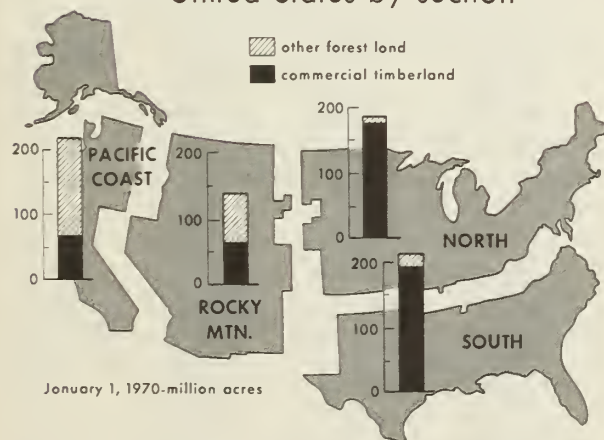 United States by section
other forest land
commercial timberland
200
100
0
PACIFIC
COAST
200
100
0
ROCKY
MTN.
200
100
0
NORTH
200
100
0
SOUTH
Jonuary 1, 1970-million acres